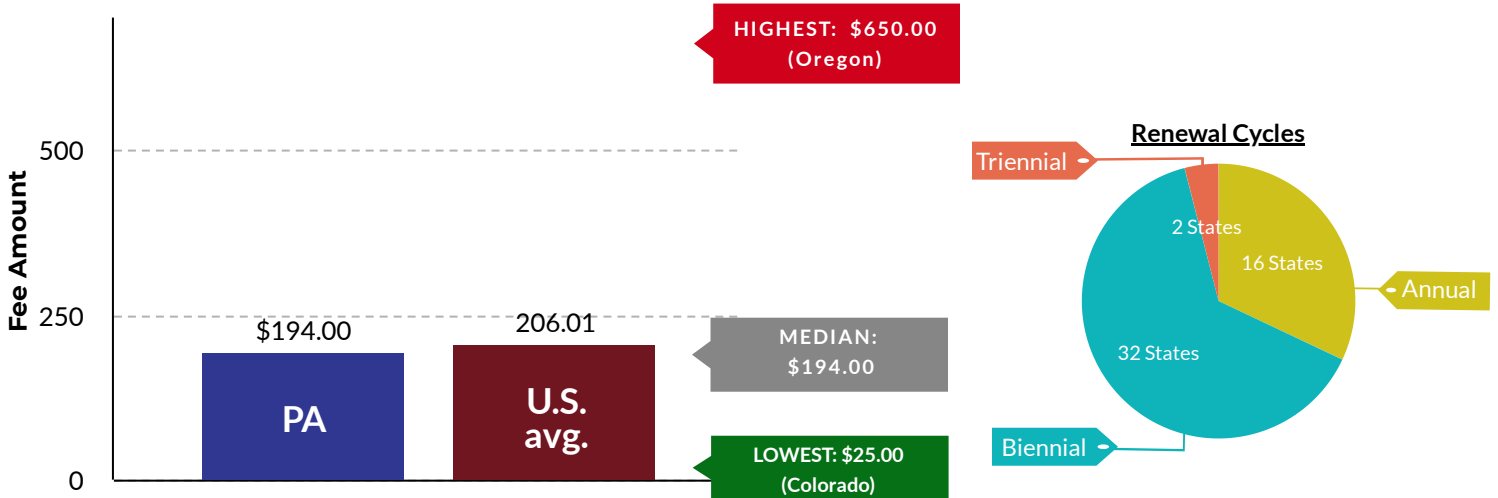 HIGHEST: $650.00
(Oregon)
500
Fee Amount
250
$194.00
206.01
MEDIAN:
$194.00
PA
U.S.
avg.
LOWEST: $25.00
(Colorado)
0
Renewal Cycles
Triennial
2 States
16 States
Annual
32 States
Biennial